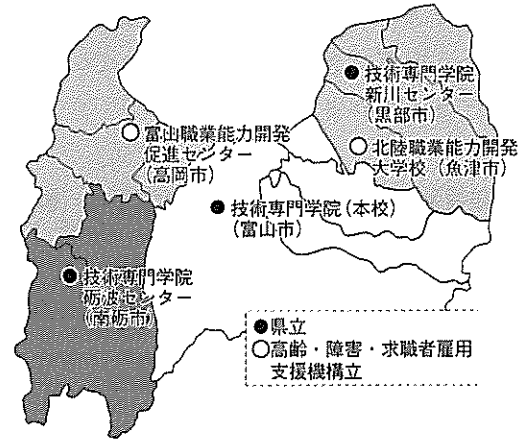 ●技術専門学院
新川センター
(黒部市)
○富山職業能力開発
促進センター
(高岡市)
○北陸職業能力開発
大学校(魚津市)
●技術専門学院(本校)
(富山市)
●技術専門学院
砺波センター
(南砺市)
●県立
○高齢・障害・求職者雇用
支援機構立